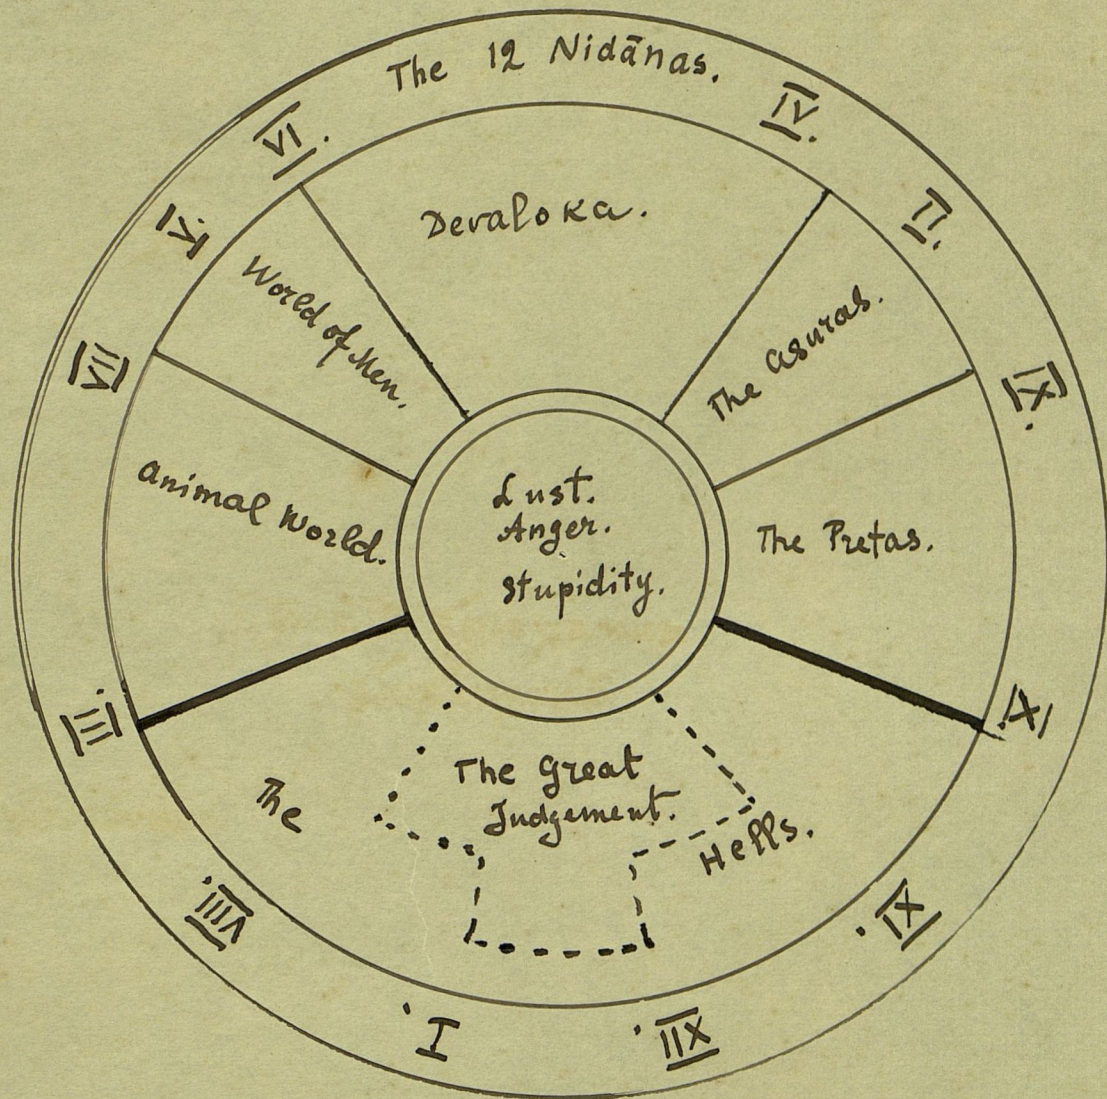 The 12 Nidānas.
IV.
II.
IX.
X.
XI.
XII.
I.
VIII.
III.
VII
V.
VI.
Devaloka.
World of Men.
The Asuras.
Animal World.
The Pretas.
Lust.
Anger.
Stupidity.
The Great
Judgement.
The Hells.